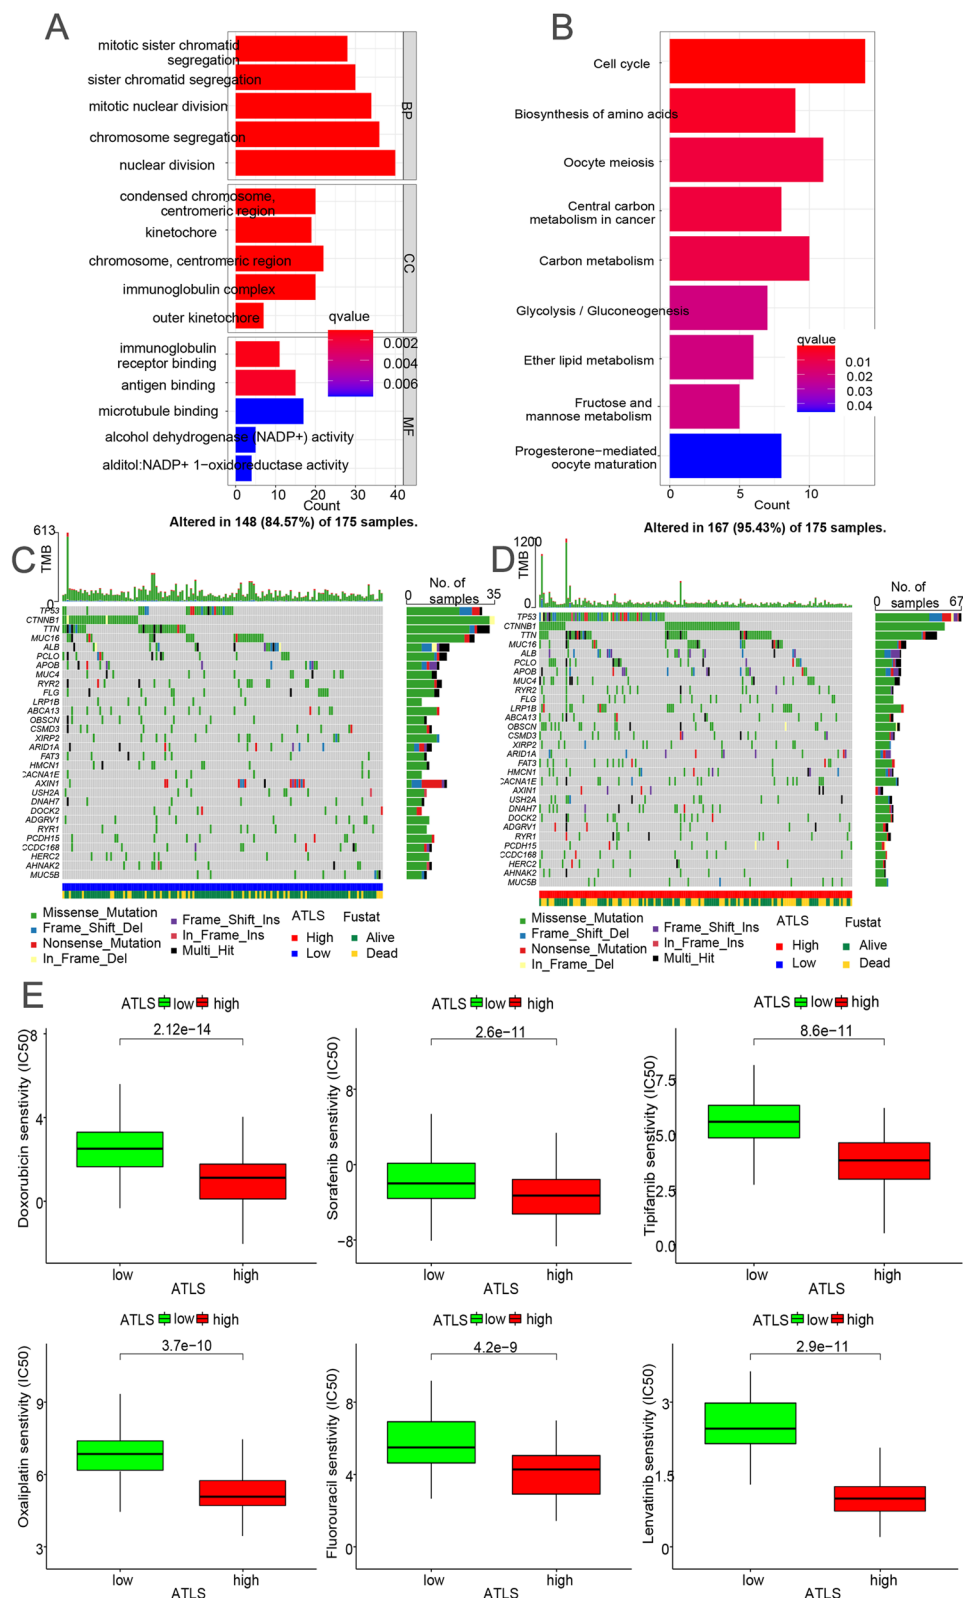 A
mitotic sister chromatid
segregation
sister chromatid segregation
mitotic nuclear division
chromosome segregation
nuclear division
BP
condensed chromosome,
centromeric region
kinetochore
chromosome, centromeric region
immunoglobulin complex
outer kinetochore
CC
immunoglobulin
receptor binding
antigen binding
microtubule binding
alcohol dehydrogenase (NADP+) activity
alditol:NADP+ 1−oxidoreductase activity
MF
qvalue
0.002
0.004
0.006
0 10 20 30 40
Count
B
Cell cycle
Biosynthesis of amino acids
Oocyte meiosis
Central carbon
metabolism in cancer
Carbon metabolism
Glycolysis / Gluconeogenesis
Ether lipid metabolism
Fructose and
mannose metabolism
Progesterone−mediated
oocyte maturation
qvalue
0.01
0.02
0.03
0.04
0 5 10
Count
Altered in 148 (84.57%) of 175 samples.
C
613
TMB
0
No. of
samples
0 35
TP53
CTNNB1
TTN
MUC16
ALB
PCLO
APOB
MUC4
RYR2
FLG
LRP1B
ABCA13
OBSCN
CSMD3
XIRP2
ARID1A
FAT3
HMCN1
CACNA1E
AXIN1
USH2A
DNAH7
DOCK2
ADGRV1
RYR1
PCDH15
CCDC168
HERC2
AHNAK2
MUC5B
Missense_Mutation
Frame_Shift_Del
Nonsense_Mutation
In_Frame_Del
Frame_Shift_Ins
In_Frame_Ins
Multi_Hit
ATLS
High
Low
Fustat
Alive
Dead
Altered in 167 (95.43%) of 175 samples.
D
1200
TMB
0
No. of
samples
0 67
TP53
CTNNB1
TTN
MUC16
ALB
PCLO
APOB
MUC4
RYR2
FLG
LRP1B
ABCA13
OBSCN
CSMD3
XIRP2
ARID1A
FAT3
HMCN1
CACNA1E
AXIN1
USH2A
DNAH7
DOCK2
ADGRV1
RYR1
PCDH15
CCDC168
HERC2
AHNAK2
MUC5B
Missense_Mutation
Frame_Shift_Del
Nonsense_Mutation
In_Frame_Del
Frame_Shift_Ins
In_Frame_Ins
Multi_Hit
ATLS
High
Low
Fustat
Alive
Dead
E
ATLS low high
2.12e−14
Doxorubicin senstivity (IC50)
8
4
0
low high
ATLS
ATLS low high
2.6e−11
Sorafenib senstivity (IC50)
8
0
−8
low high
ATLS
ATLS low high
8.6e−11
Tipifarnib senstivity (IC50)
7.5
5.0
2.5
0.0
low high
ATLS
ATLS low high
3.7e−10
Oxaliplatin senstivity (IC50)
9
6
3
low high
ATLS
ATLS low high
4.2e−9
Fluorouracil senstivity (IC50)
8
4
0
low high
ATLS
ATLS low high
2.9e−11
Lenvatinib senstivity (IC50)
3
1.5
0
low high
ATLS